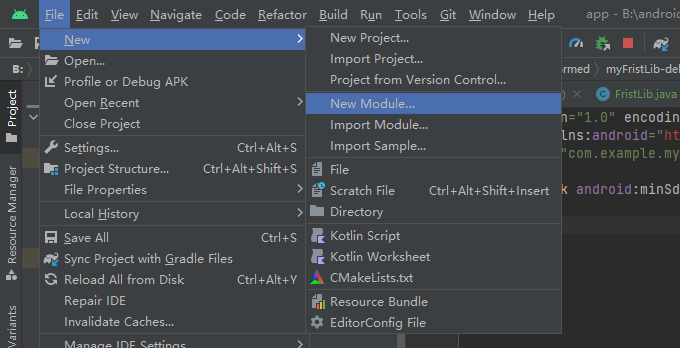 File Edit View Navigate Code Refactor Build Run Tools Git Window Help app - B:\android
New
New Project...
Open...
Import Project...
Profile or Debug APK
Project from Version Control...
Open Recent
New Module...
Close Project
Import Module...
Settings... Ctrl+Alt+S
Import Sample...
Project Structure... Ctrl+Alt+Shift+S
File
File Properties
Scratch File Ctrl+Alt+Shift+Insert
Local History
Directory
Save All Ctrl+S
Kotlin Script
Sync Project with Gradle Files
Kotlin Worksheet
Reload All from Disk Ctrl+Alt+Y
CMakeLists.txt
Repair IDE
Resource Bundle
Invalidate Caches...
EditorConfig File
Manage IDE Settings
B:
ormed
myFristLib-del
FristLib.java
n="1.0" encoding
lns:android="ht
"com.example.my
k android:minSd
Project
Resource Manager
Variants